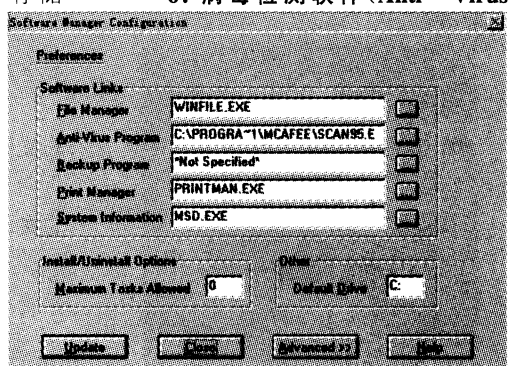 5. 病毒检测软件(Anti-Virus
Software Manager Configuration
Preferences
Software Links
File Manager WINFILE.EXE
Anti-Virus Program C:\PROGRA~1\MCAFEE\SCAN95.E
Backup Program *Not Specified*
Print Manager PRINTMAN.EXE
System Information MSD.EXE
Install/Uninstall Options Other
Maximum Tasks Allowed 0 Default Drive C:
Update Close Advanced >> Help